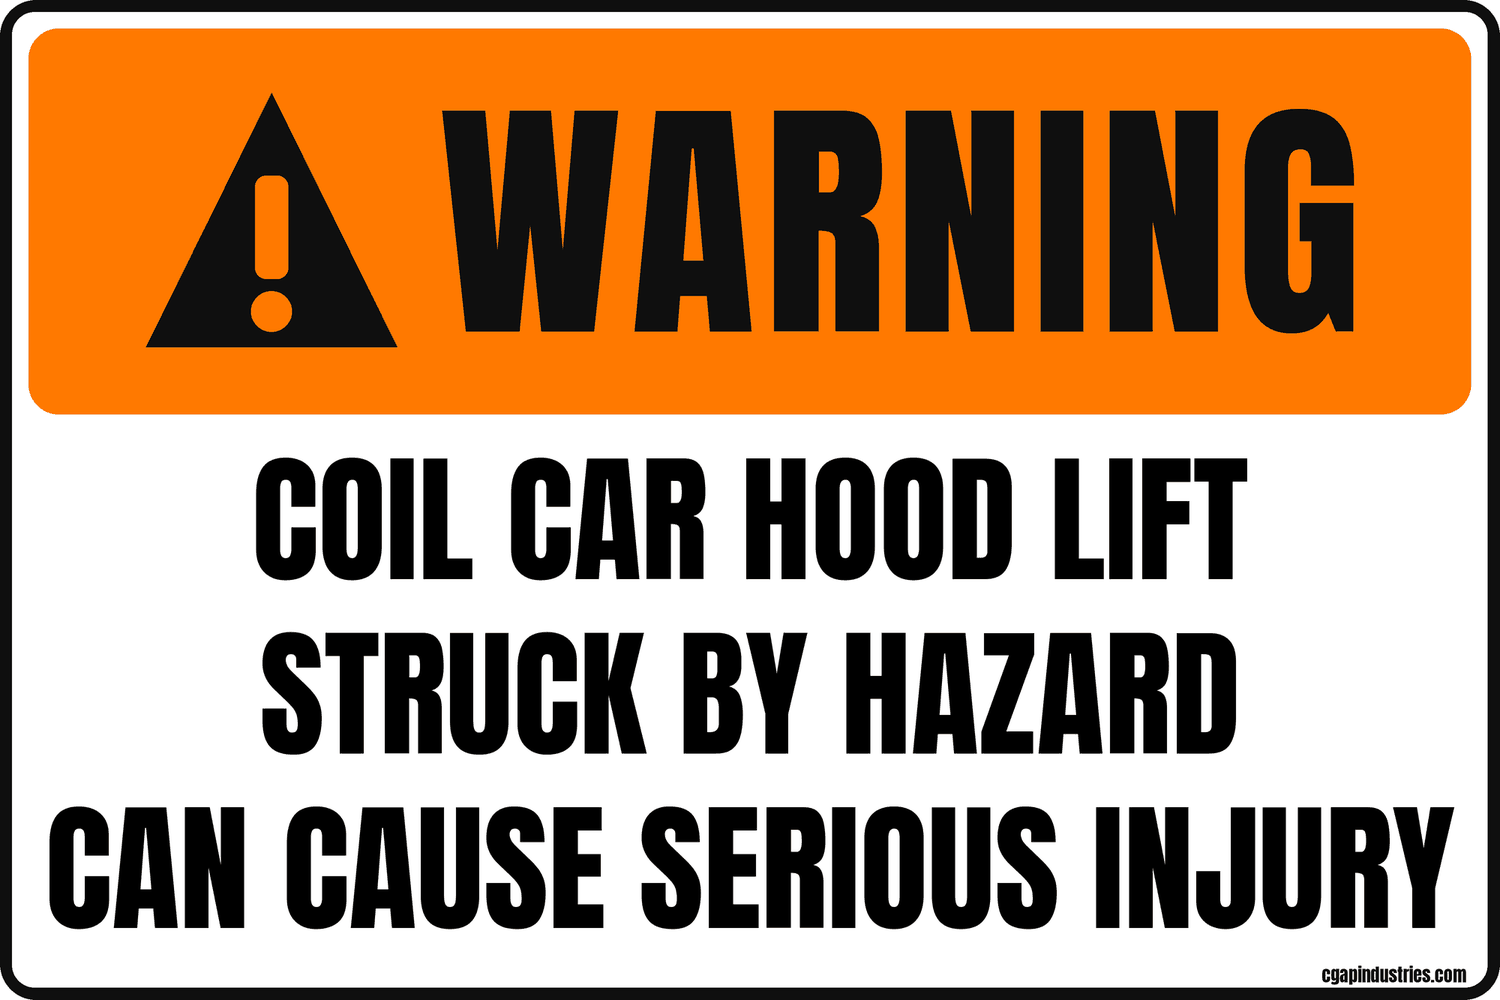 WARNING
COIL CAR HOOD LIFT
STRUCK BY HAZARD
CAN CAUSE SERIOUS INJURY
cgapindustries.com